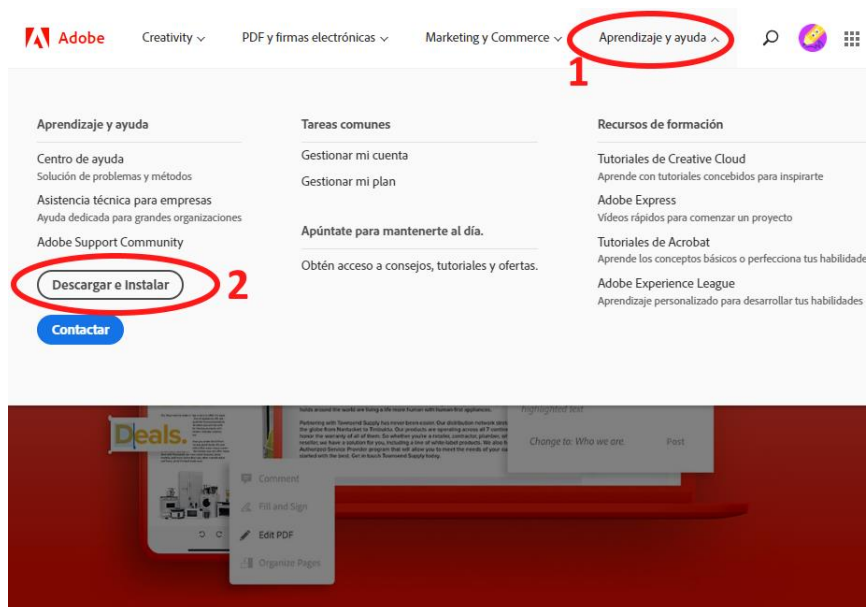 Adobe
Creativity
PDF y firmas electrónicas
Marketing y Commerce
Aprendizaje y ayuda
1
Aprendizaje y ayuda
Centro de ayuda
Solución de problemas y métodos
Asistencia técnica para empresas
Ayuda dedicada para grandes organizaciones
Adobe Support Community
Descargar e instalar
2
Contactar
Tareas comunes
Gestionar mi cuenta
Gestionar mi plan
Apúntate para mantenerte al día.
Obtén acceso a consejos, tutoriales y ofertas.
Recursos de formación
Tutoriales de Creative Cloud
Aprende con tutoriales concebidos para inspirarte
Adobe Express
Vídeos rápidos para comenzar un proyecto
Tutoriales de Acrobat
Aprende los conceptos básicos o perfecciona tus habilidade
Adobe Experience League
Aprendizaje personalizado para desarrollar tus habilidades
Deals.
highlighted text
Change to: Who we are.
Post
Comment
Fill and Sign
Edit PDF
Organize Pages